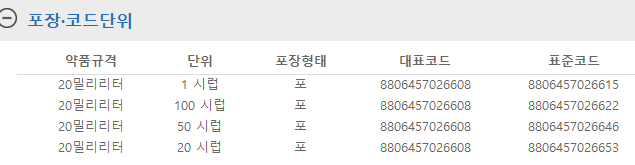 포장·코드단위
약품규격 단위 포장형태 대표코드 표준코드
20밀리리터 1 시럽 포 8806457026608 8806457026615
20밀리리터 100 시럽 포 8806457026608 8806457026622
20밀리리터 50 시럽 포 8806457026608 8806457026646
20밀리리터 20 시럽 포 8806457026608 8806457026653